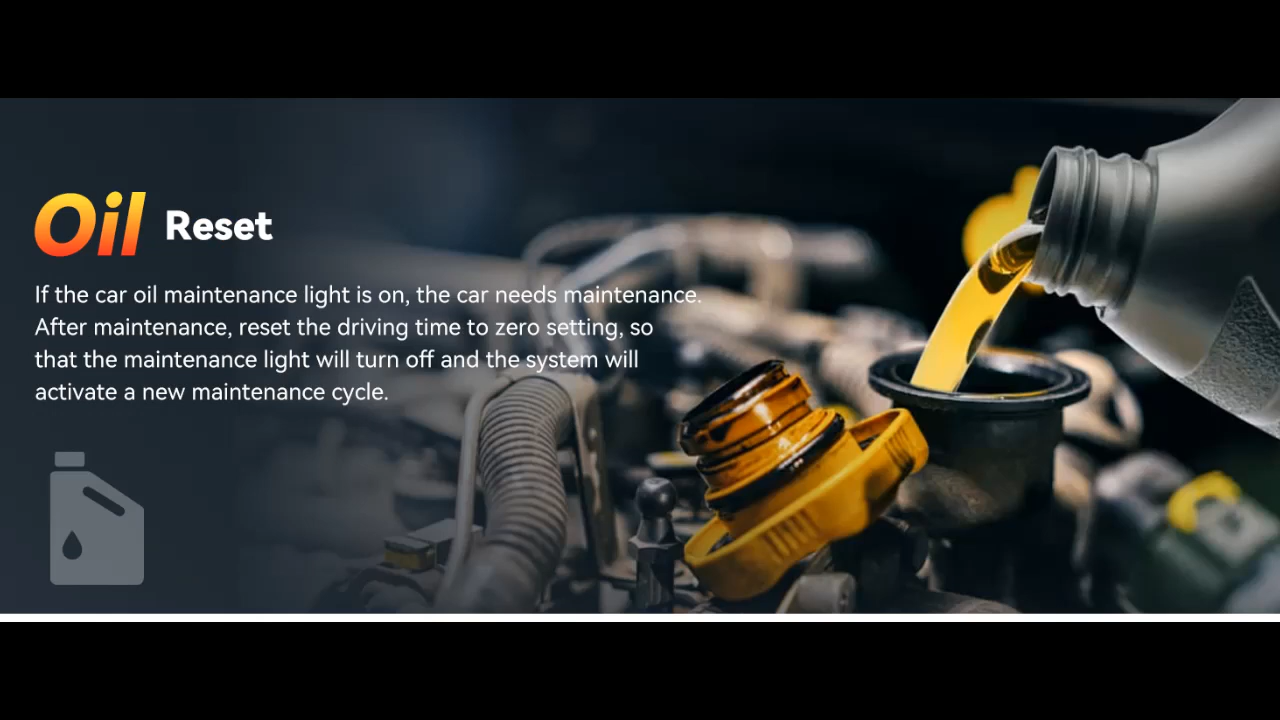 Oil Reset
If the car oil maintenance light is on, the car needs maintenance.
After maintenance, reset the driving time to zero setting, so
that the maintenance light will turn off and the system will
activate a new maintenance cycle.